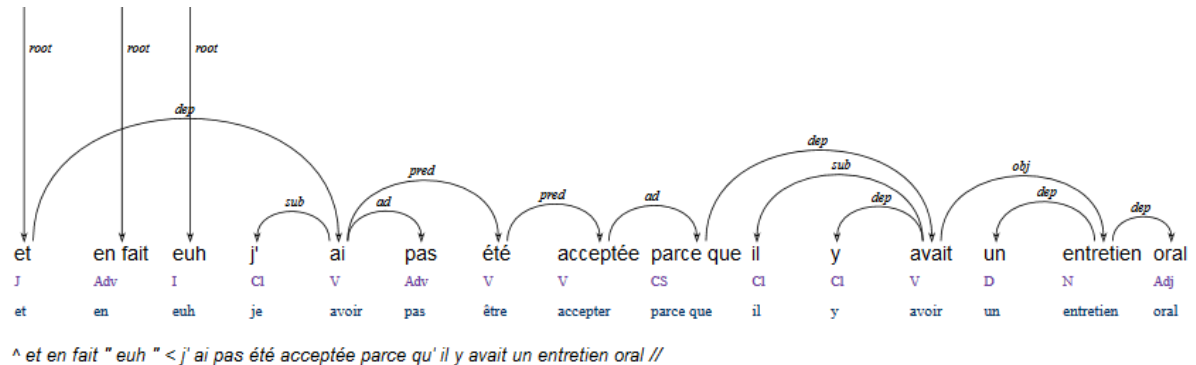 root root root
dep
dep
pred sub obj
pred dep
sub ad ad dep dep
et en fait euh j' ai pas été acceptée parce que il y avait un entretien oral
J Adv I Cl V Adv V V CS Cl Cl V D N Adj
et en euh je avoir pas être accepter parce que il y avoir un entretien oral
^ et en fait " euh " < j' ai pas été acceptée parce qu' il y avait un entretien oral //